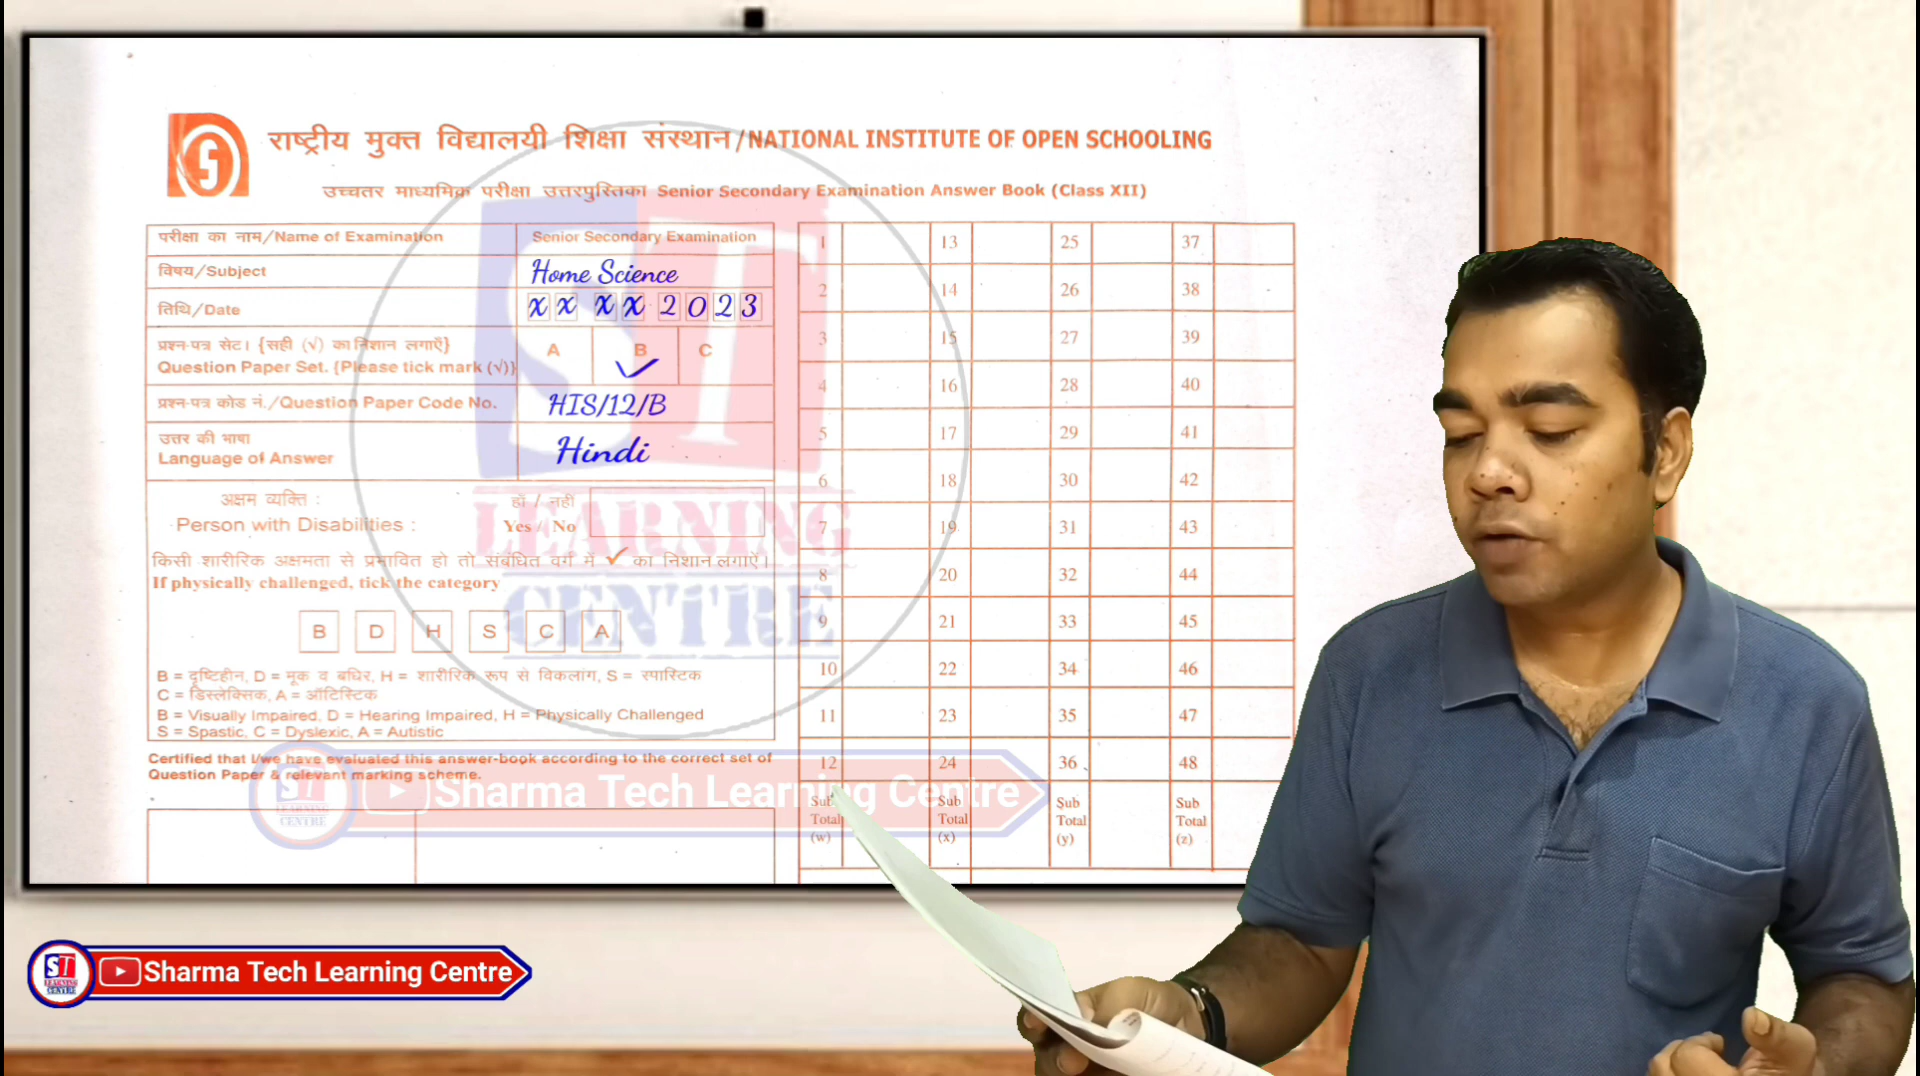 राष्ट्रीय मुक्त विद्यालयी शिक्षा संस्थान/NATIONAL INSTITUTE OF OPEN SCHOOLING
उच्चतर माध्यमिक परीक्षा उत्तरपुस्तिका Senior Secondary Examination Answer Book (Class XII)
परीक्षा का नाम/Name of Examination Senior Secondary Examination
विषय/Subject Home Science
तिथि/Date X X X X 2 0 2 3
प्रश्न-पत्र सेट। {सही (√) का निशान लगाएँ}
Question Paper Set. {Please tick mark (√)}
A B C
✓
प्रश्न-पत्र कोड नं./Question Paper Code No. HIS/12/B
उत्तर की भाषा
Language of Answer Hindi
अक्षम व्यक्ति : हाँ / नहीं
Person with Disabilities : Yes / No
किसी शारीरिक अक्षमता से प्रभावित हो तो संबंधित वर्ग में ✓ का निशान लगाऐं।
If physically challenged, tick the category
B D H S C A
B = दृष्टिहीन, D = मूक व बधिर, H = शारीरिक रूप से विकलांग, S = स्पास्टिक
C = डिस्लेक्सिक, A = ऑटिस्टिक
B = Visually Impaired, D = Hearing Impaired, H = Physically Challenged
S = Spastic, C = Dyslexic, A = Autistic
Certified that I/we have evaluated this answer-book according to the correct set of
Question Paper & relevant marking scheme.
1 13 25 37
2 14 26 38
3 15 27 39
4 16 28 40
5 17 29 41
6 18 30 42
7 19 31 43
8 20 32 44
9 21 33 45
10 22 34 46
11 23 35 47
12 24 36 48
Sub Sub Sub Sub
Total Total Total Total
(w) (x) (y) (z)
ST
LEARNING
CENTRE
ST
LEARNING
CENTRE
Sharma Tech Learning Centre
ST
LEARNING
CENTRE
Sharma Tech Learning Centre